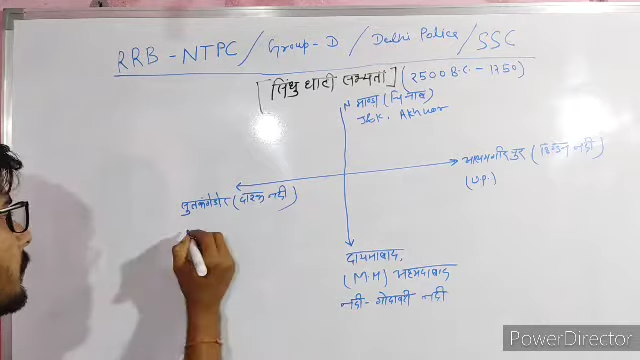 RRB - NTPC / Group - D / Delhi Police / SSC
[सिंधु घाटी सभ्यता] (2500 B.C. - 1750)
N माण्डा (चिनाब)
J&K. Akhnoor
आलमगीरपुर (हिण्डन नदी)
(U.P.)
सुतकांगेडोर (दाश्क नदी)
दायमाबाद,
(M.H) अहमदाबाद
नदी - गोदावरी नदी
PowerDirector